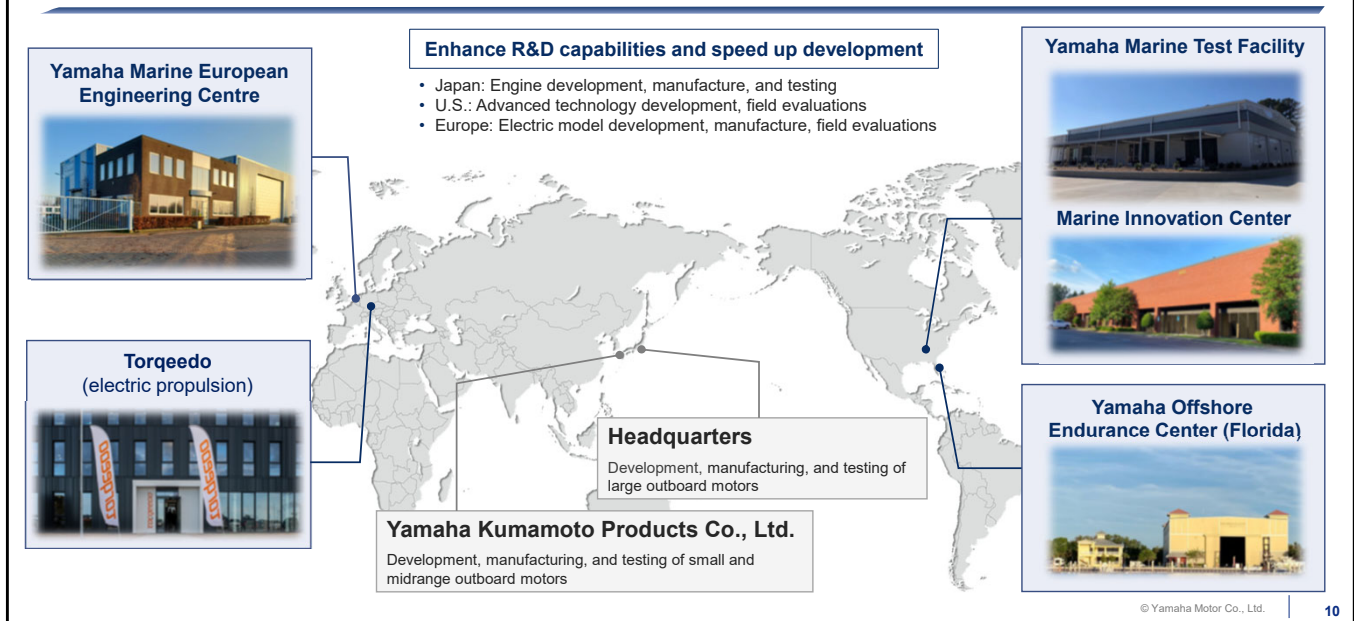 Enhance R&D capabilities and speed up development
• Japan: Engine development, manufacture, and testing
• U.S.: Advanced technology development, field evaluations
• Europe: Electric model development, manufacture, field evaluations
Yamaha Marine European
Engineering Centre
Torqeedo
(electric propulsion)
torqeedo
torqeedo
torqeedo
Headquarters
Development, manufacturing, and testing of
large outboard motors
Yamaha Kumamoto Products Co., Ltd.
Development, manufacturing, and testing of small and
midrange outboard motors
Yamaha Marine Test Facility
Marine Innovation Center
Yamaha Offshore
Endurance Center (Florida)
© Yamaha Motor Co., Ltd.
10